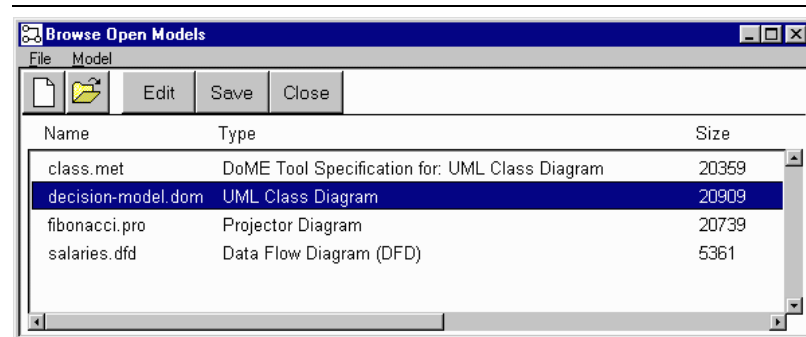 Browse Open Models
File Model
Edit Save Close
Name Type Size
class.met DoME Tool Specification for: UML Class Diagram 20359
decision-model.dom UML Class Diagram 20909
fibonacci.pro Projector Diagram 20739
salaries.dfd Data Flow Diagram (DFD) 5361